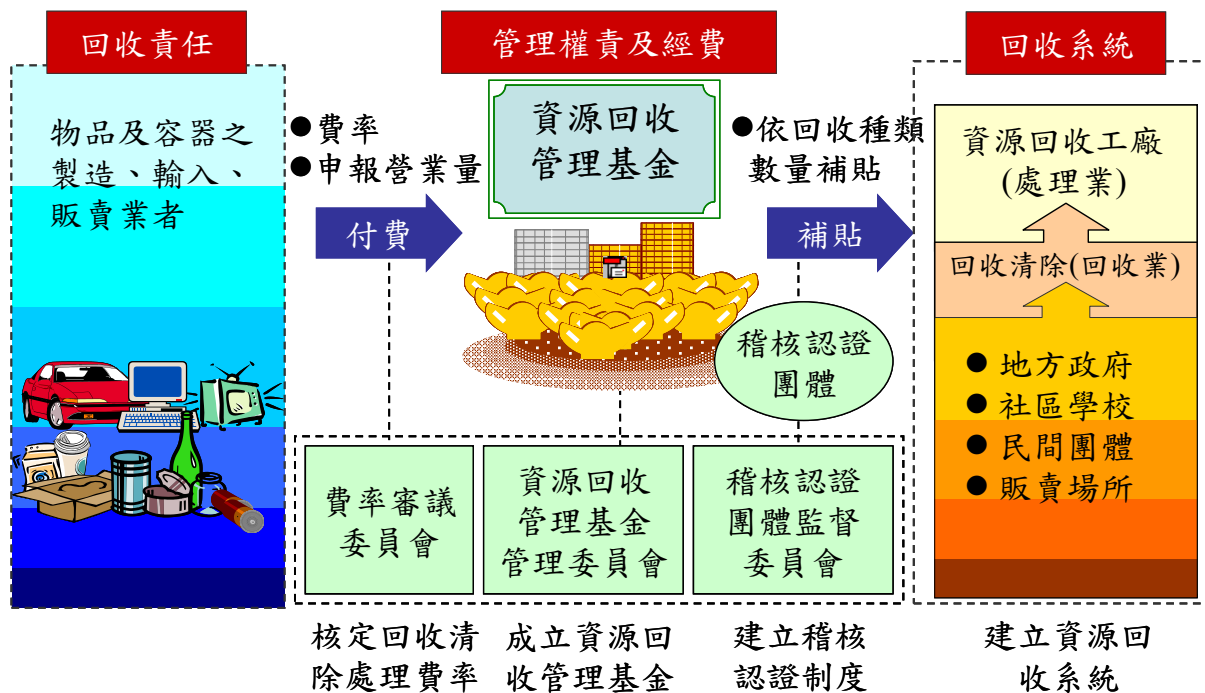 回收責任
物品及容器之
製造、輸入、
販賣業者
管理權責及經費
●費率
●申報營業量
付費
資源回收
管理基金
●依回收種類
數量補貼
補貼
稽核認證
團體
費率審議
委員會
資源回收
管理基金
管理委員會
稽核認證
團體監督
委員會
核定回收清
除處理費率
成立資源回
收管理基金
建立稽核
認證制度
回收系統
資源回收工廠
(處理業)
回收清除(回收業)
● 地方政府
● 社區學校
● 民間團體
● 販賣場所
建立資源回
收系統